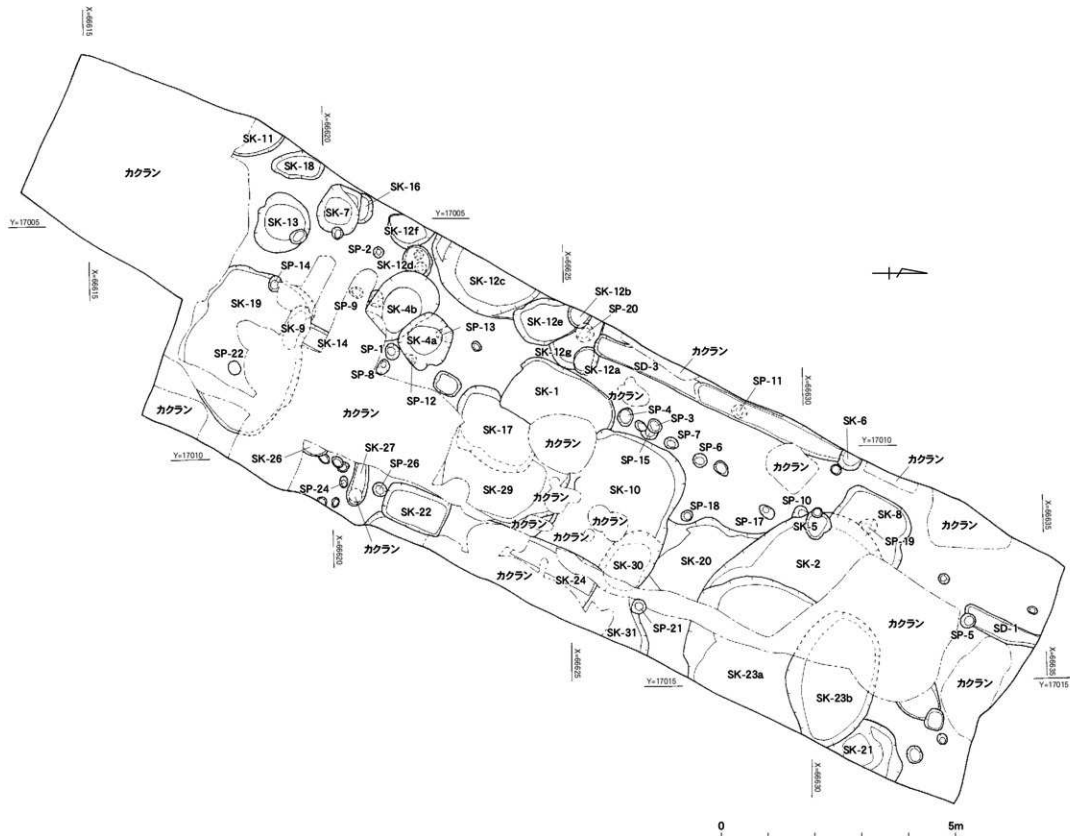 X=66615
X=66620
SK-11
SK-18
カクラン
SK-16
SK-7
Y=17005
Y=17005
SK-13
SK-12f
SP-2
SK-12d
SK-12c
X=66625
X=66615
SP-14
SK-12b
SK-19
SP-9
SK-4b
SP-13
SK-12e
SP-20
SK-9
SK-4a
SK-14
SP-1
SK-12g
カクラン
SP-22
SP-8
SK-12a
SD-3
SP-12
SK-1
カクラン
SP-11
X=66630
カクラン
カクラン
SP-4
SP-3
SK-6
SK-17
カクラン
SP-7
Y=17010
SP-6
Y=17010
SK-27
SP-15
カクラン
SK-26
SP-26
カクラン
SP-24
SK-29
SK-10
X=66635
カクラン
SP-18
SP-10
SK-8
カクラン
SK-22
SP-17
SK-5
カクラン
カクラン
SP-19
カクラン
カクラン
X=66620
SK-20
SK-2
カクラン
SK-24
SK-30
カクラン
SP-21
SP-5
SD-1
SK-31
X=66635
X=66625
Y=17015
SK-23a
カクラン
Y=17015
SK-23b
SK-21
X=66630
0
5m